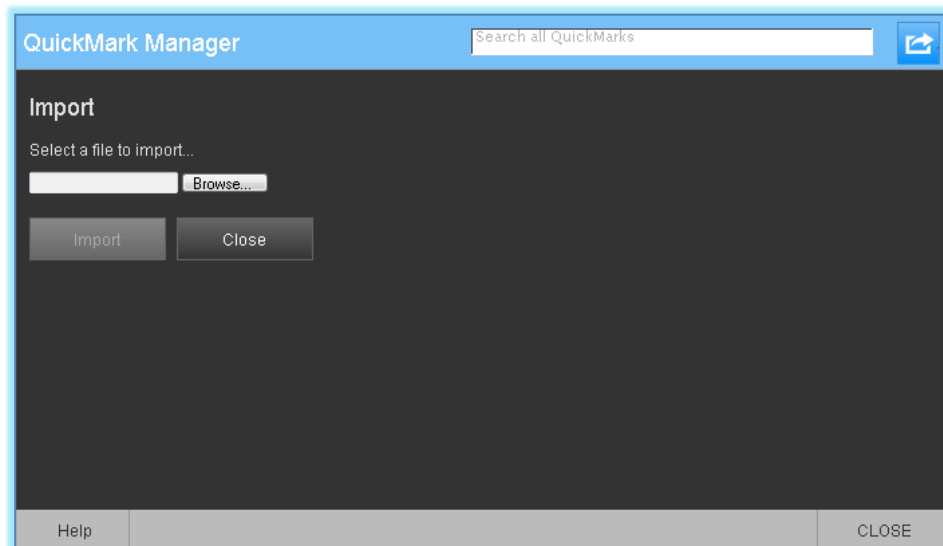 QuickMark Manager
Search all QuickMarks
Import
Select a file to import...
Browse...
Import Close
Help CLOSE